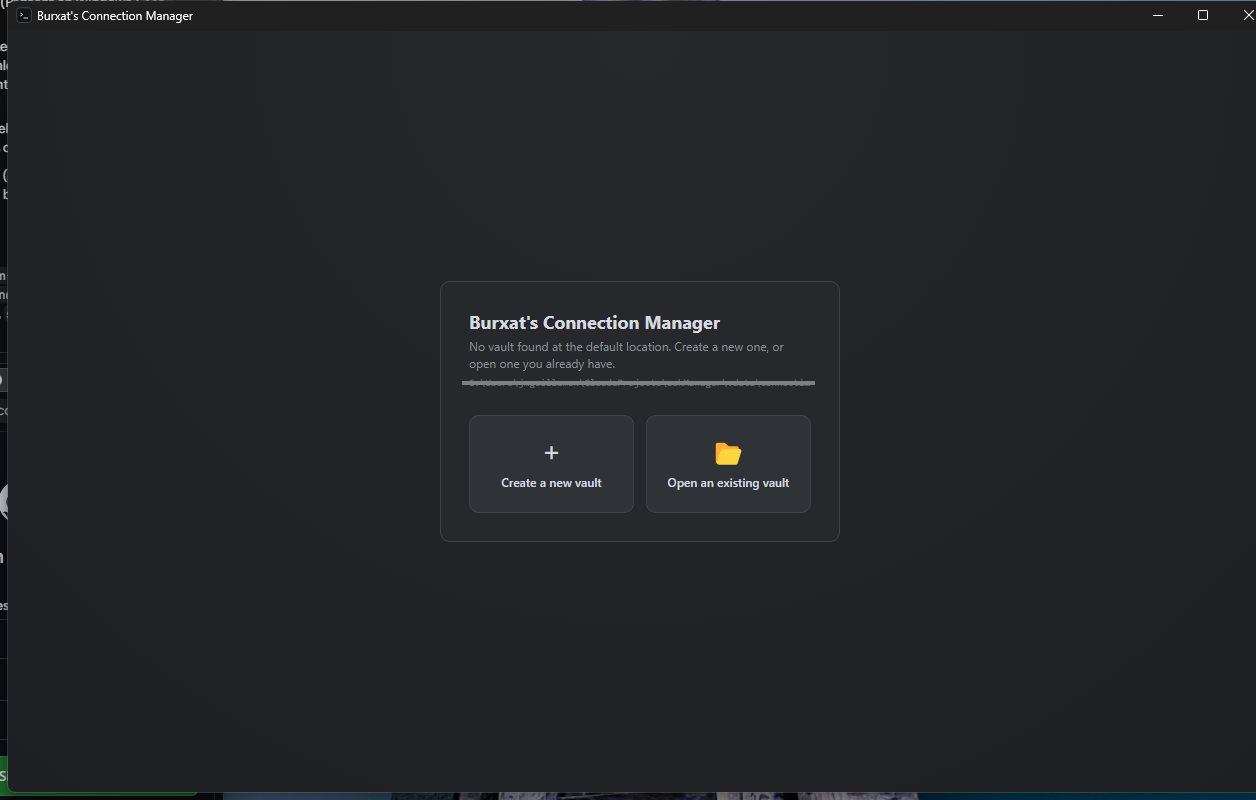 Burxat's Connection Manager
Burxat's Connection Manager
No vault found at the default location. Create a new one, or
open one you already have.
+
Create a new vault
Open an existing vault